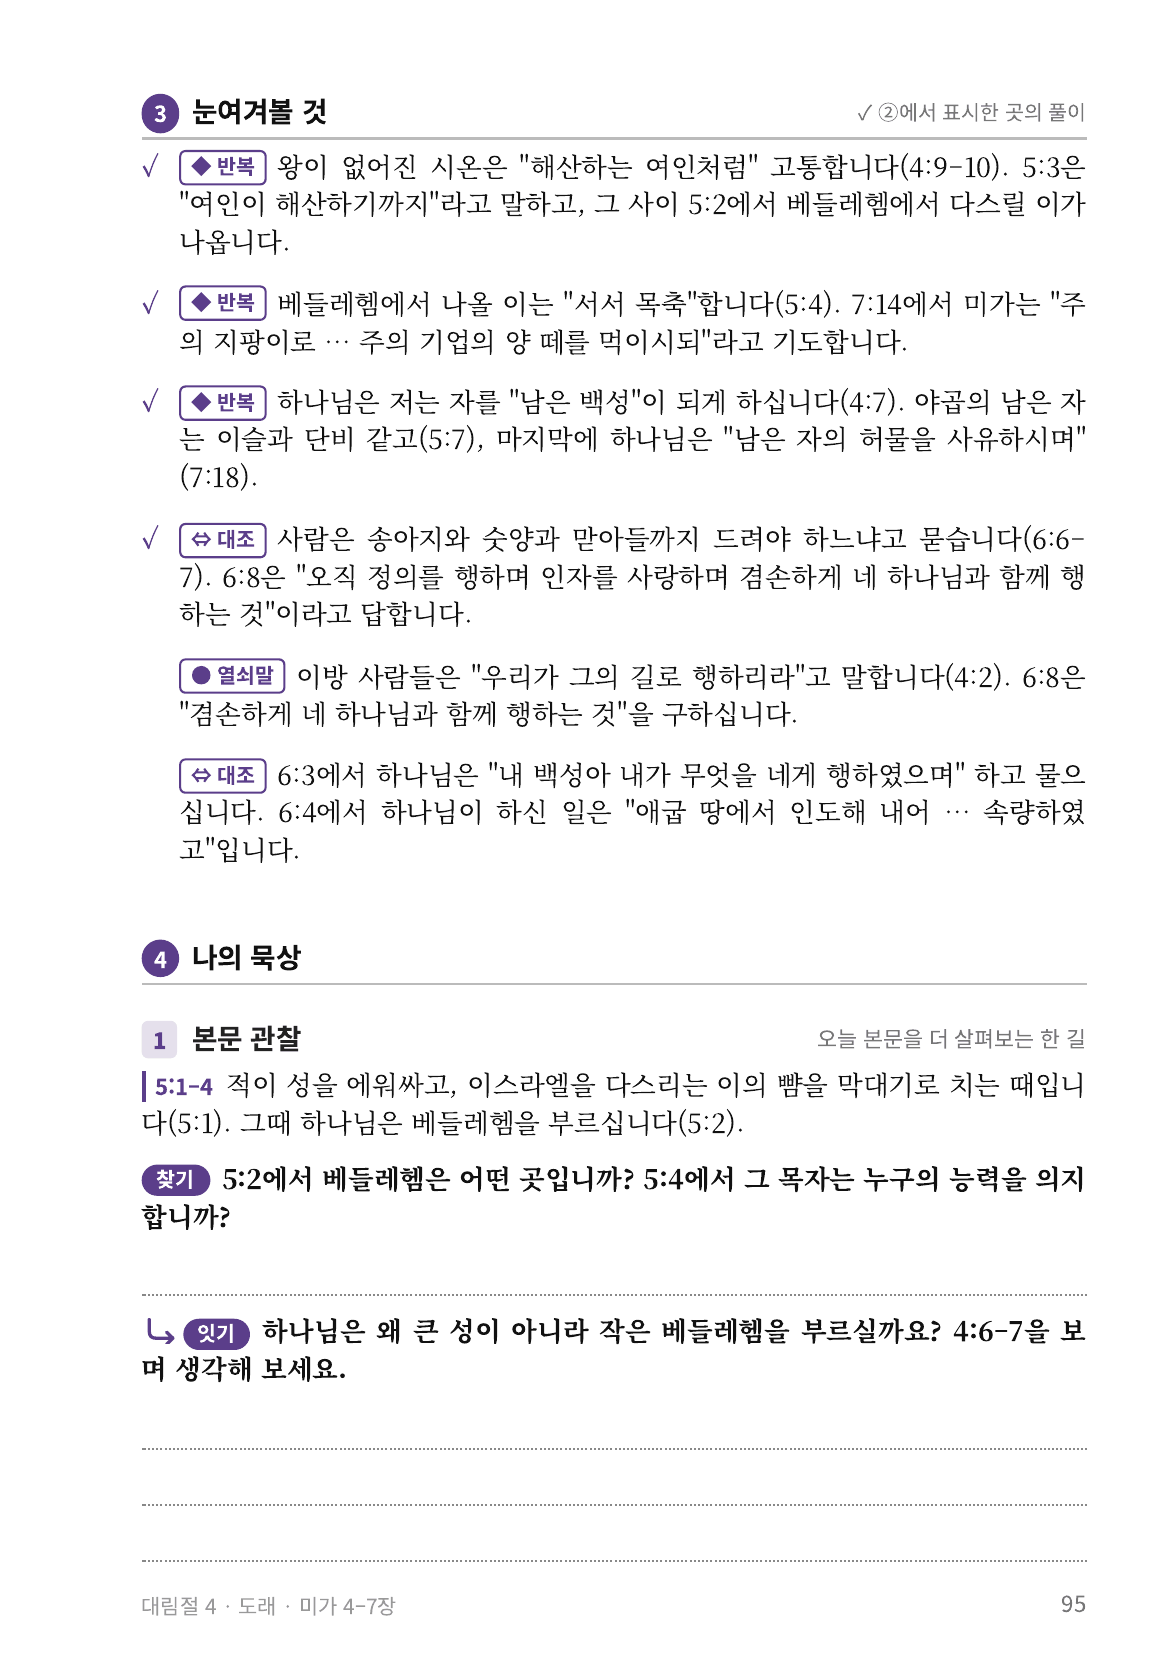 3 눈여겨볼 것
✓ ②에서 표시한 곳의 풀이
✓ ◆ 반복 왕이 없어진 시온은 "해산하는 여인처럼" 고통합니다(4:9–10). 5:3은
"여인이 해산하기까지"라고 말하고, 그 사이 5:2에서 베들레헴에서 다스릴 이가
나옵니다.
✓ ◆ 반복 베들레헴에서 나올 이는 "서서 목축"합니다(5:4). 7:14에서 미가는 "주
의 지팡이로 … 주의 기업의 양 떼를 먹이시되"라고 기도합니다.
✓ ◆ 반복 하나님은 저는 자를 "남은 백성"이 되게 하십니다(4:7). 야곱의 남은 자
는 이슬과 단비 같고(5:7), 마지막에 하나님은 "남은 자의 허물을 사유하시며"
(7:18).
✓ ⇔ 대조 사람은 송아지와 숫양과 맏아들까지 드려야 하느냐고 묻습니다(6:6–
7). 6:8은 "오직 정의를 행하며 인자를 사랑하며 겸손하게 네 하나님과 함께 행
하는 것"이라고 답합니다.
● 열쇠말 이방 사람들은 "우리가 그의 길로 행하리라"고 말합니다(4:2). 6:8은
"겸손하게 네 하나님과 함께 행하는 것"을 구하십니다.
⇔ 대조 6:3에서 하나님은 "내 백성아 내가 무엇을 네게 행하였으며" 하고 물으
십니다. 6:4에서 하나님이 하신 일은 "애굽 땅에서 인도해 내어 … 속량하였
고"입니다.
4 나의 묵상
1 본문 관찰
오늘 본문을 더 살펴보는 한 길
5:1–4 적이 성을 에워싸고, 이스라엘을 다스리는 이의 뺨을 막대기로 치는 때입니
다(5:1). 그때 하나님은 베들레헴을 부르십니다(5:2).
찾기 5:2에서 베들레헴은 어떤 곳입니까? 5:4에서 그 목자는 누구의 능력을 의지
합니까?
↳ 잇기 하나님은 왜 큰 성이 아니라 작은 베들레헴을 부르실까요? 4:6–7을 보
며 생각해 보세요.
대림절 4 · 도래 · 미가 4–7장
95